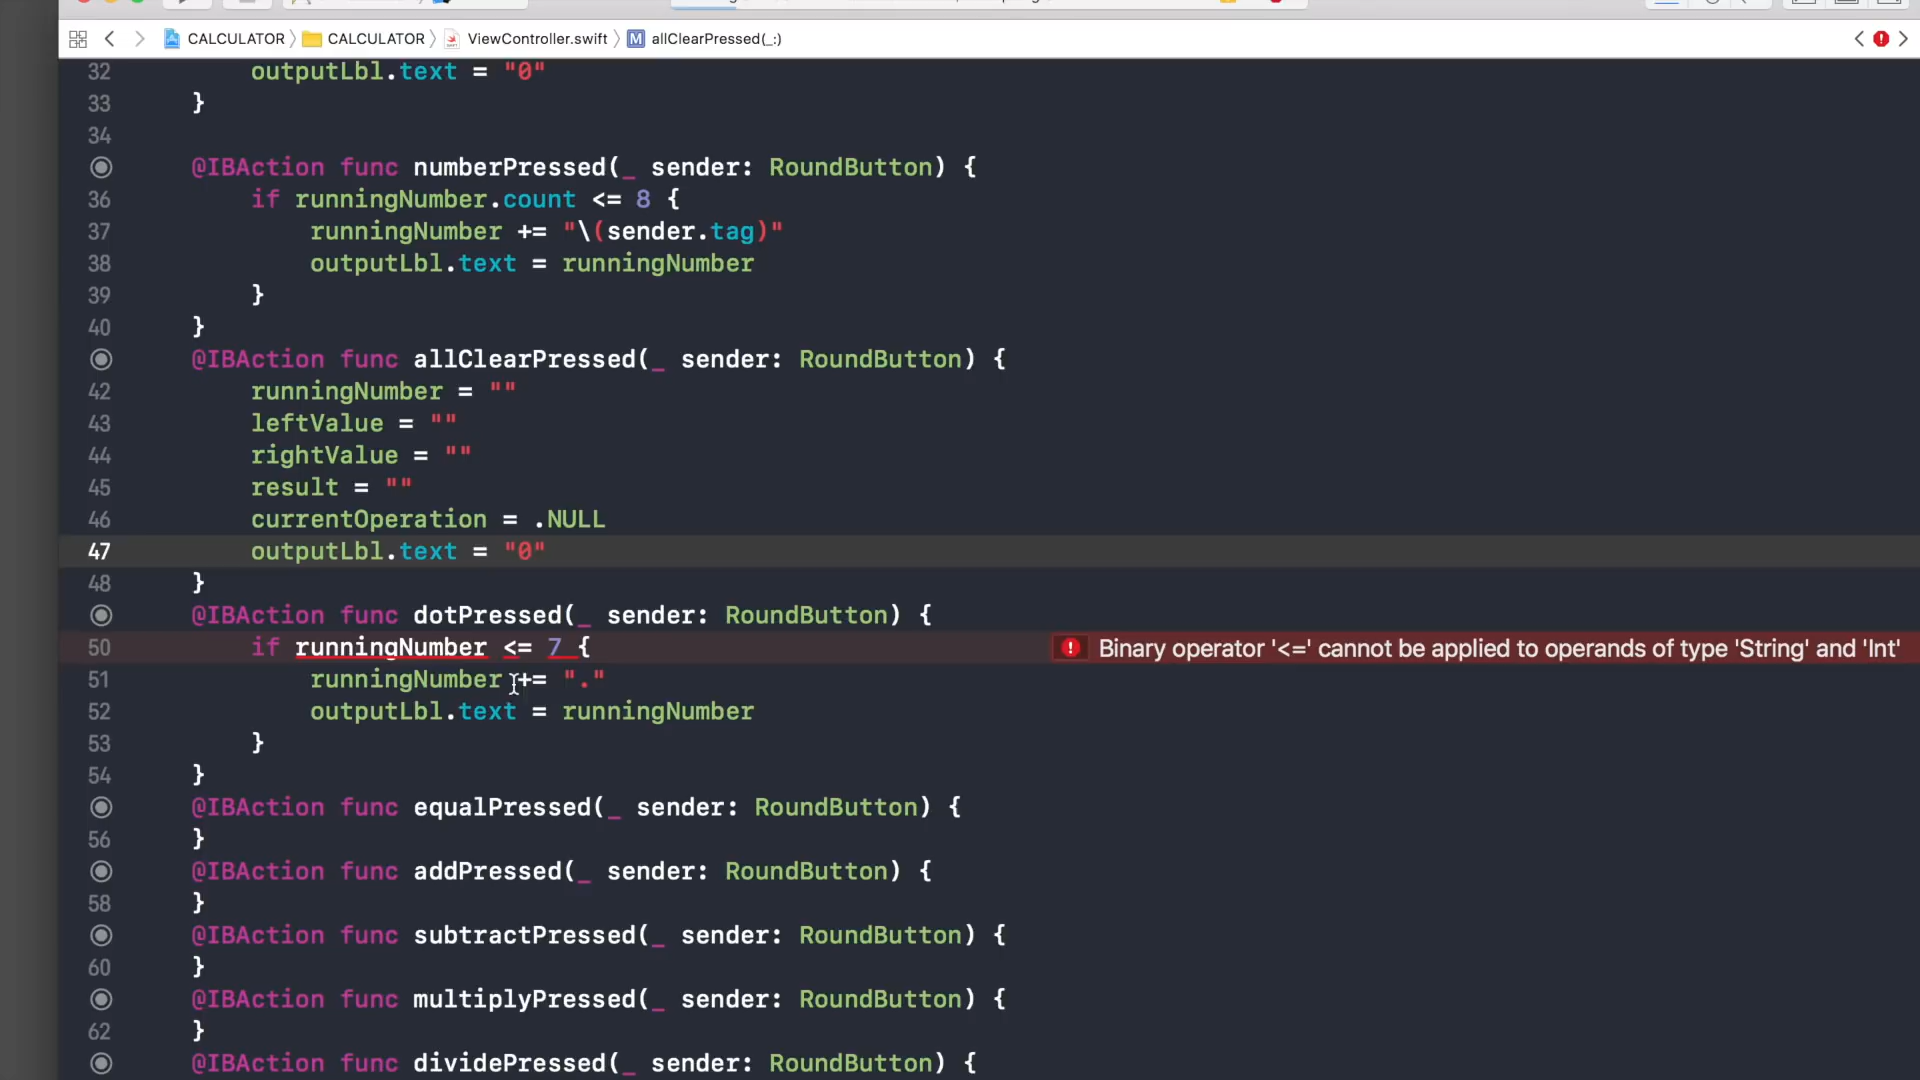 CALCULATOR CALCULATOR ViewController.swift M allClearPressed(_:)
32 outputLbl.text = "0"
33 }
34
@IBAction func numberPressed(_ sender: RoundButton) {
36 if runningNumber.count <= 8 {
37 runningNumber += "\(sender.tag)"
38 outputLbl.text = runningNumber
39 }
40 }
@IBAction func allClearPressed(_ sender: RoundButton) {
42 runningNumber = ""
43 leftValue = ""
44 rightValue = ""
45 result = ""
46 currentOperation = .NULL
47 outputLbl.text = "0"
48 }
@IBAction func dotPressed(_ sender: RoundButton) {
50 if runningNumber <= 7 { Binary operator '<=' cannot be applied to operands of type 'String' and 'Int'
51 runningNumber += "."
52 outputLbl.text = runningNumber
53 }
54 }
@IBAction func equalPressed(_ sender: RoundButton) {
56 }
@IBAction func addPressed(_ sender: RoundButton) {
58 }
@IBAction func subtractPressed(_ sender: RoundButton) {
60 }
@IBAction func multiplyPressed(_ sender: RoundButton) {
62 }
@IBAction func dividePressed(_ sender: RoundButton) {